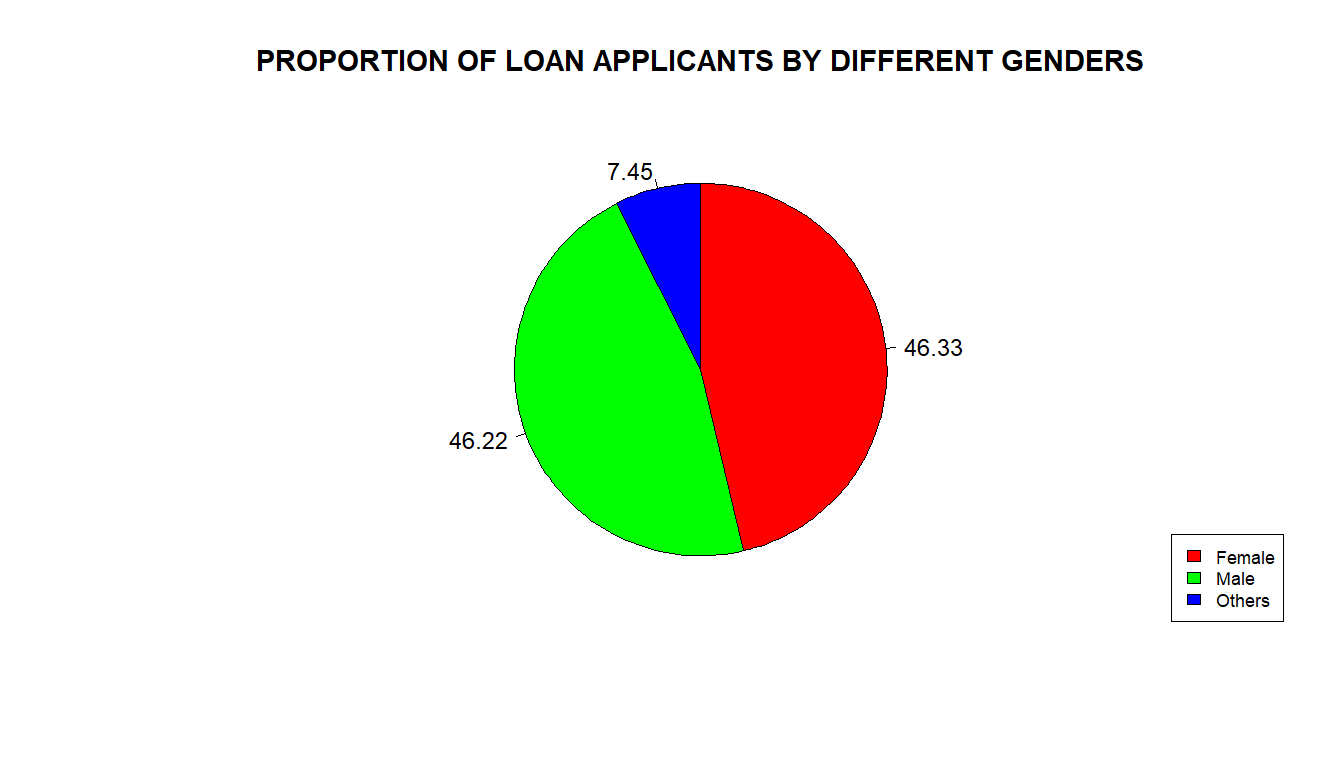 PROPORTION OF LOAN APPLICANTS BY DIFFERENT GENDERS
7.45
46.33
46.22
Female
Male
Others